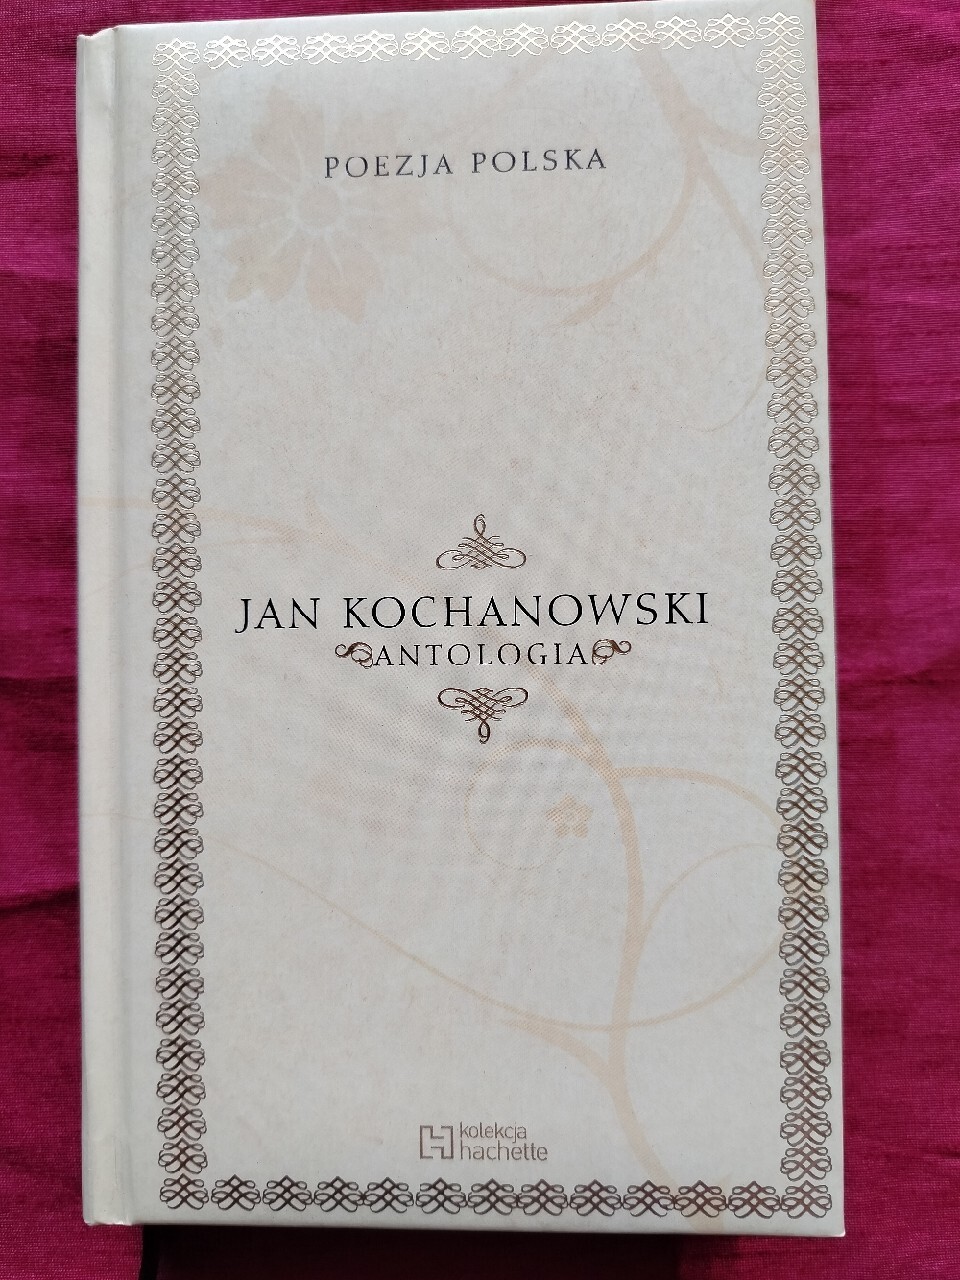 POEZJA POLSKA
JAN KOCHANOWSKI
ANTOLOGIA
kolekcja
hachette